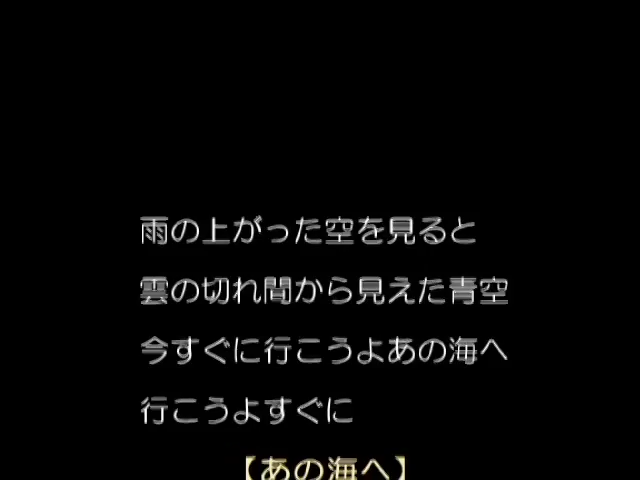 雨の上がった空を見ると
雲の切れ間から見えた青空
今すぐに行こうよあの海へ
行こうよすぐに
【あの海へ】